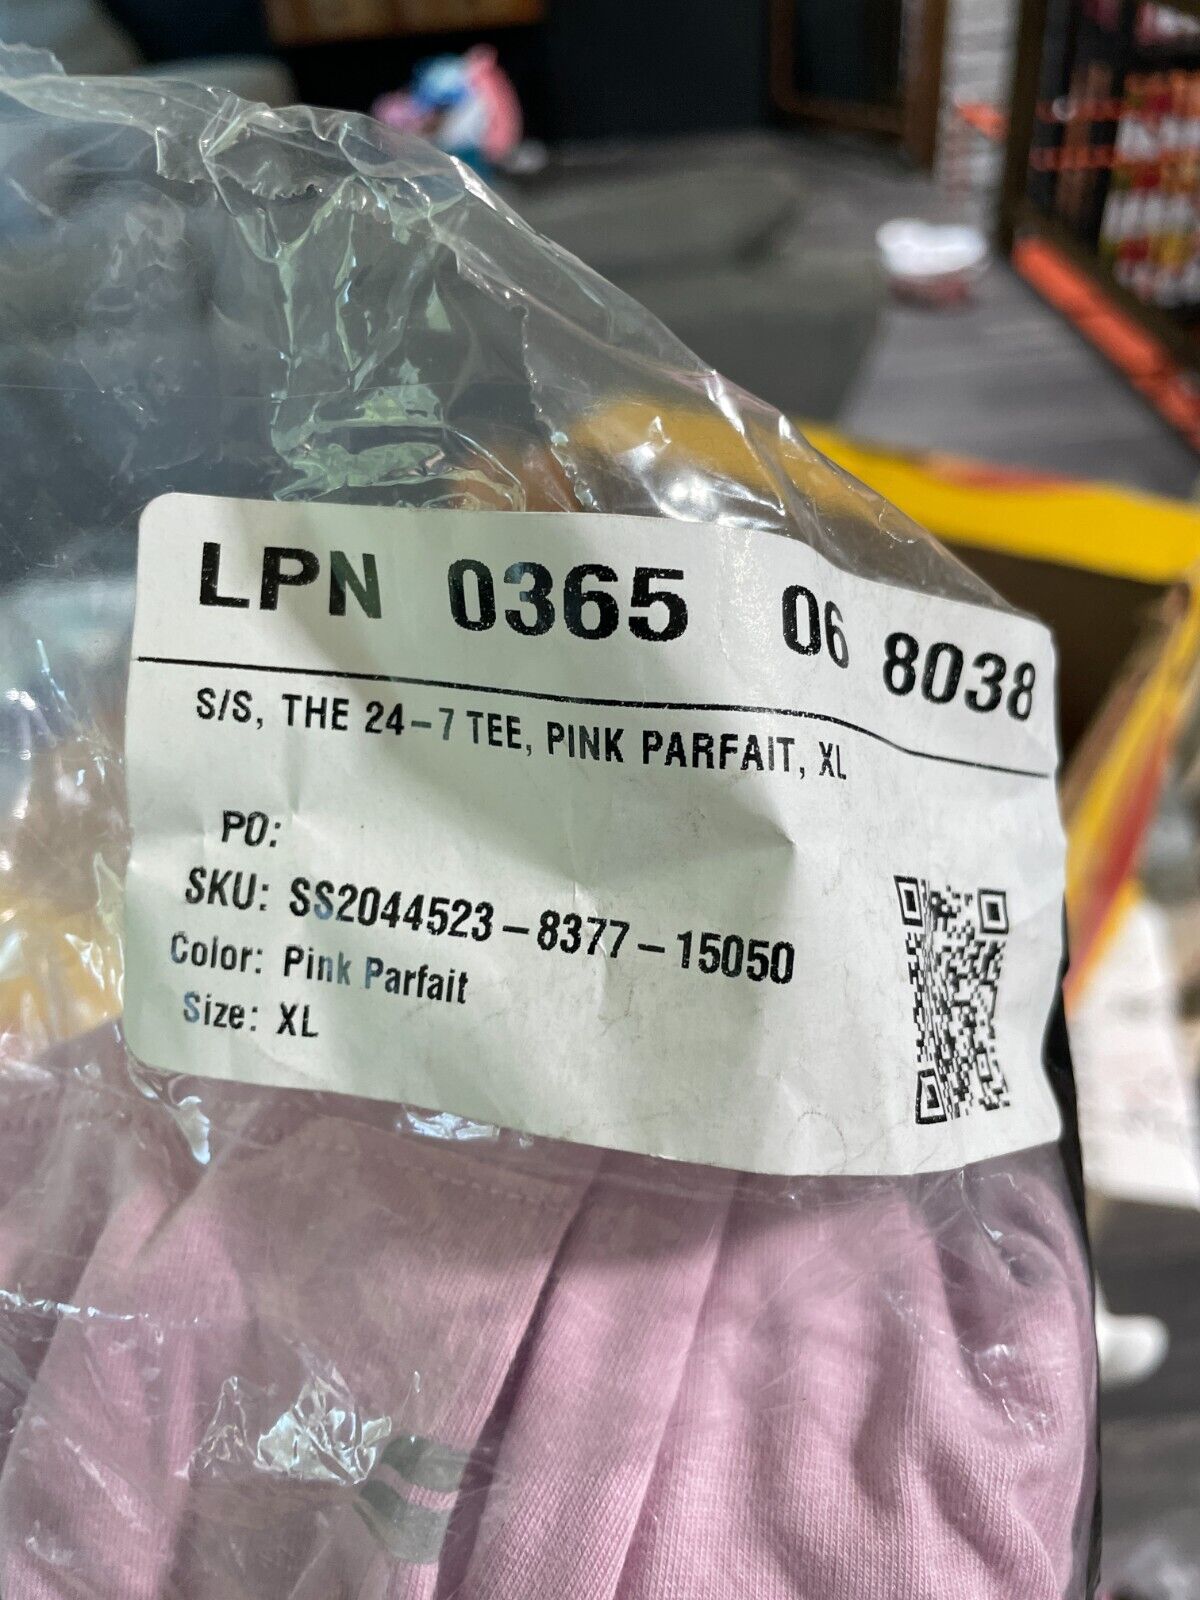 LPN 0365 06 8038
S/S, THE 24-7 TEE, PINK PARFAIT, XL
PO:
SKU: SS2044523-8377-15050
Color: Pink Parfait
Size: XL